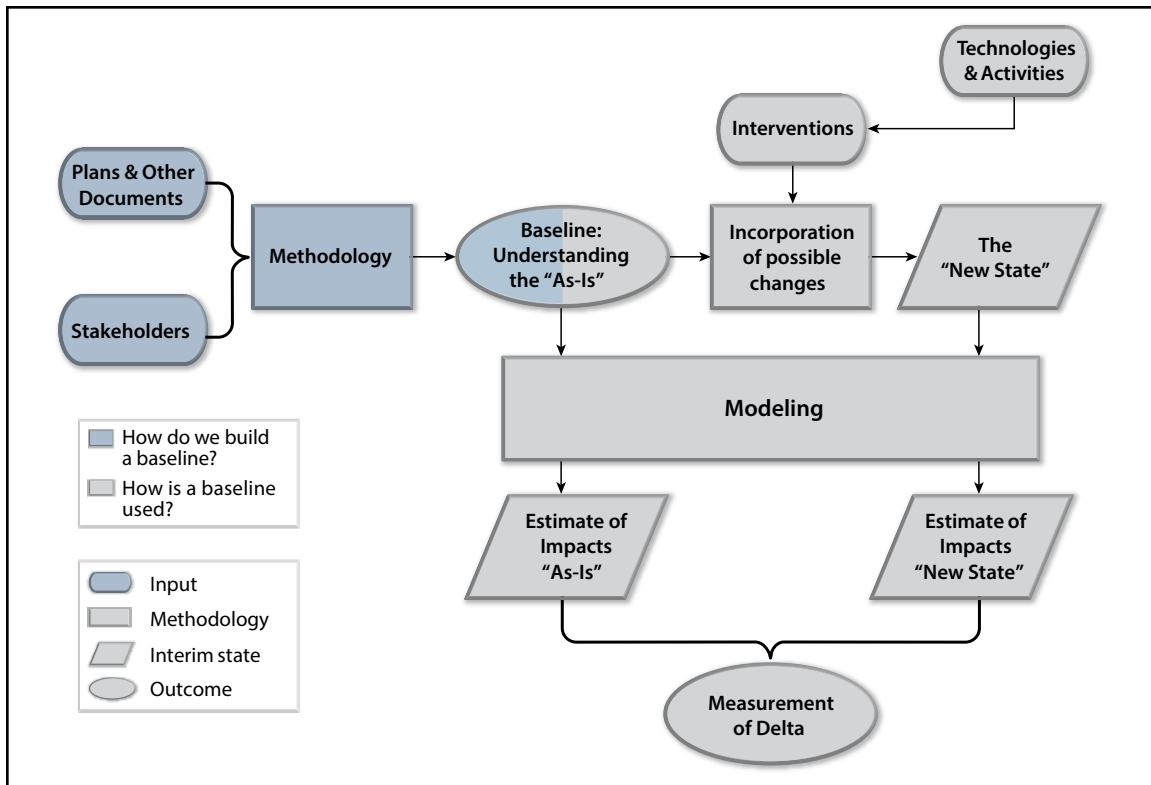 Technologies
& Activities
Interventions
Plans & Other
Documents
Methodology
Baseline:
Understanding
the “As-Is”
Incorporation
of possible
changes
The
“New State”
Stakeholders
Modeling
How do we build
a baseline?
How is a baseline
used?
Estimate of
Impacts
“As-Is”
Estimate of
Impacts
“New State”
Input
Methodology
Interim state
Outcome
Measurement
of Delta